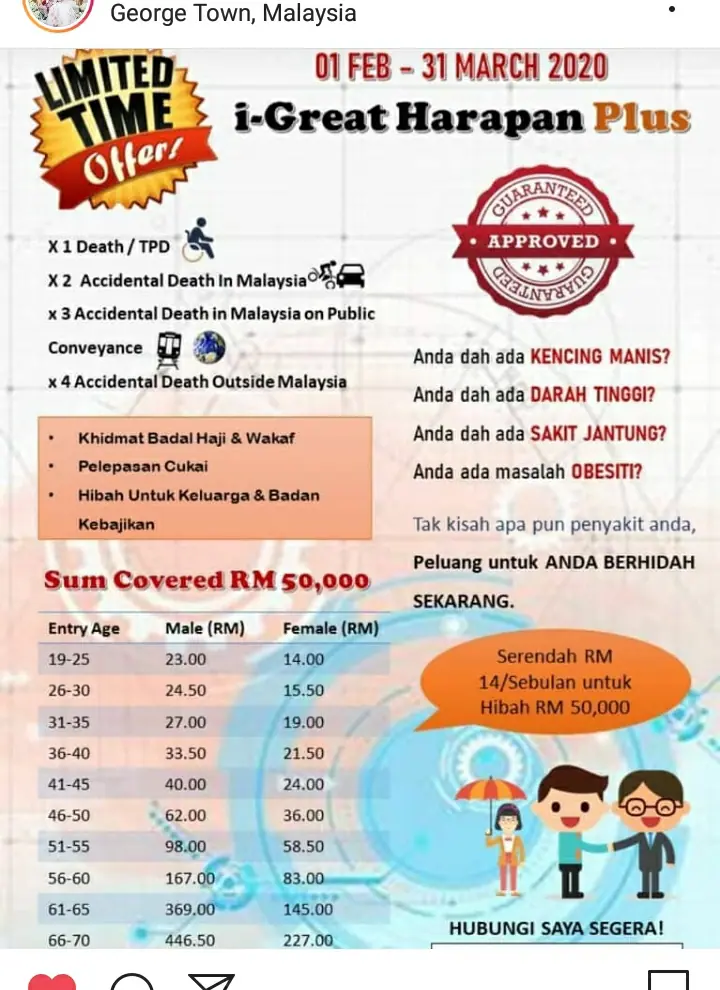 George Town, Malaysia
LIMITED
TIME
Offer!
01 FEB – 31 MARCH 2020
i-Great Harapan Plus
X 1 Death / TPD
X 2 Accidental Death In Malaysia
x 3 Accidental Death in Malaysia on Public
Conveyance
x 4 Accidental Death Outside Malaysia
GUARANTEED
APPROVED
GUARANTEED
• Khidmat Badal Haji & Wakaf
• Pelepasan Cukai
• Hibah Untuk Keluarga & Badan
Kebajikan
Anda dah ada KENCING MANIS?
Anda dah ada DARAH TINGGI?
Anda dah ada SAKIT JANTUNG?
Anda ada masalah OBESITI?
Tak kisah apa pun penyakit anda,
Peluang untuk ANDA BERHIDAH
SEKARANG.
Sum Covered RM 50,000
Entry Age Male (RM) Female (RM)
19-25 23.00 14.00
26-30 24.50 15.50
31-35 27.00 19.00
36-40 33.50 21.50
41-45 40.00 24.00
46-50 62.00 36.00
51-55 98.00 58.50
56-60 167.00 83.00
61-65 369.00 145.00
66-70 446.50 227.00
Serendah RM
14/Sebulan untuk
Hibah RM 50,000
HUBUNGI SAYA SEGERA!